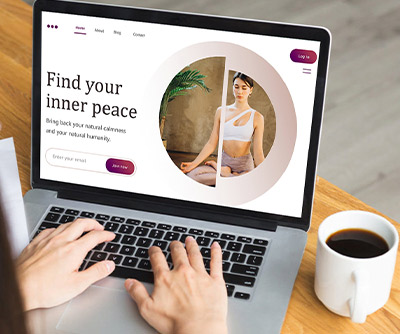 Home
About
Blog
Contact
Log in
Find your
inner peace
Bring back your natural calmness
and your natural humanity.
Enter your email
Join now